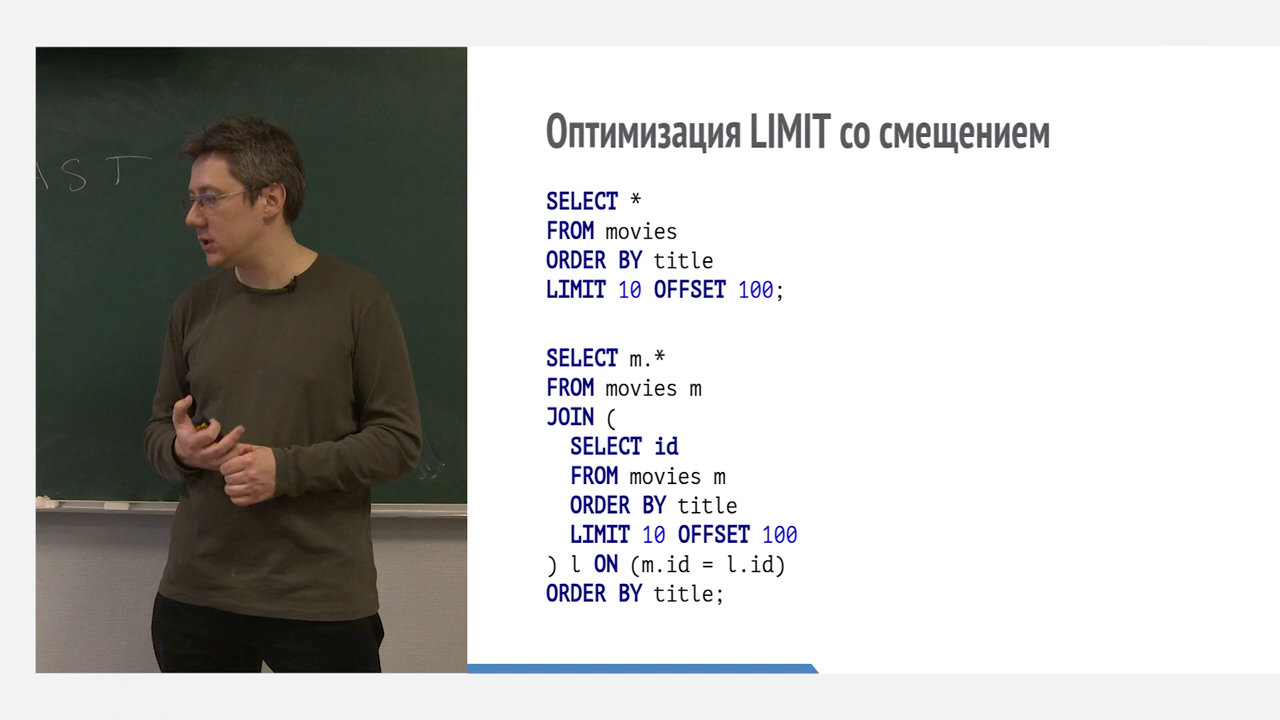 AST
Оптимизация LIMIT со смещением
SELECT *
FROM movies
ORDER BY title
LIMIT 10 OFFSET 100;
SELECT m.*
FROM movies m
JOIN (
SELECT id
FROM movies m
ORDER BY title
LIMIT 10 OFFSET 100
) l ON (m.id = l.id)
ORDER BY title;